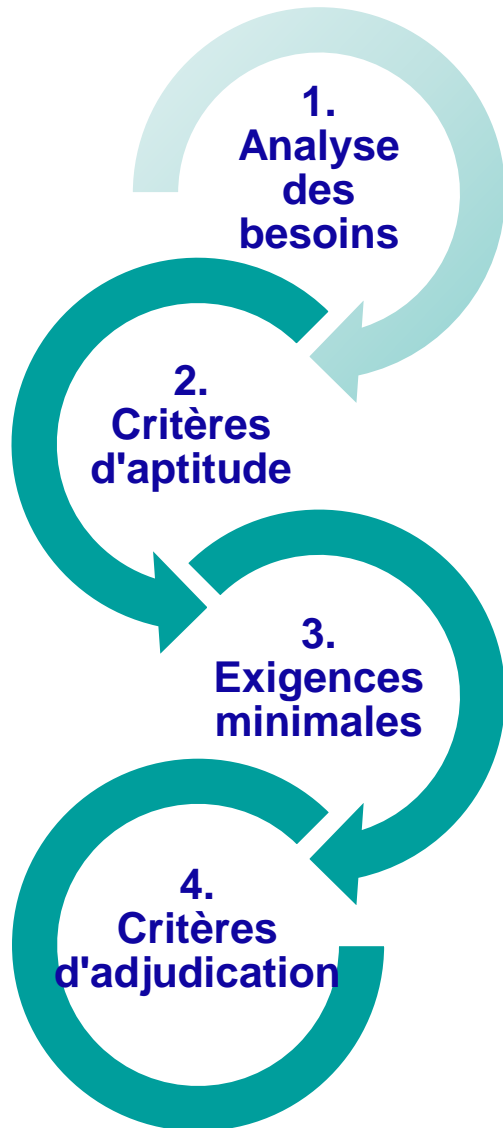 1.
Analyse
des
besoins
2.
Critères
d'aptitude
3.
Exigences
minimales
4.
Critères
d'adjudication